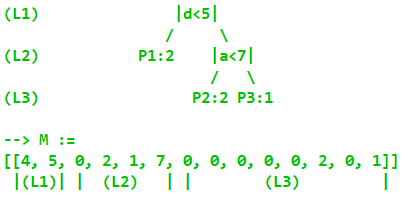 (L1) |d<5|
/ \
(L2) P1:2 |a<7|
/ \
(L3) P2:2 P3:1
--> M :=
[[4, 5, 0, 2, 1, 7, 0, 0, 0, 0, 0, 2, 0, 1]]
|(L1)| | (L2) | | (L3) |